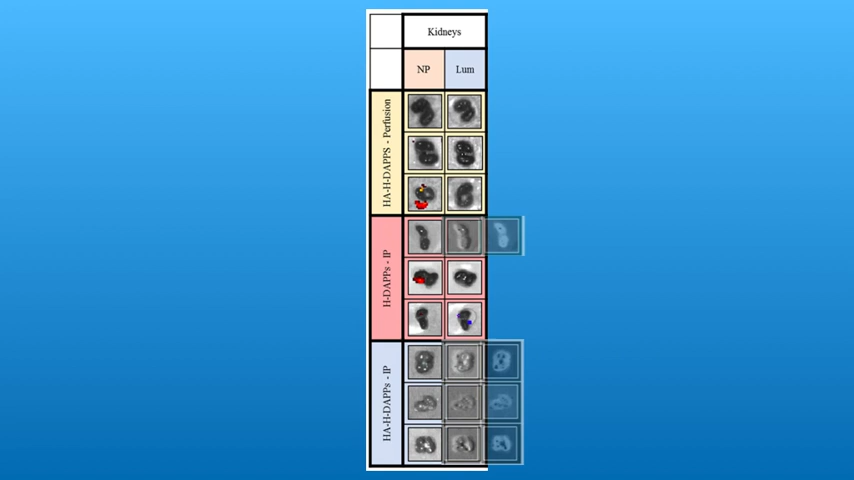 Kidneys
NP
Lum
HA-H-DAPPS - Perfusion
H-DAPPs - IP
HA-H-DAPPs - IP